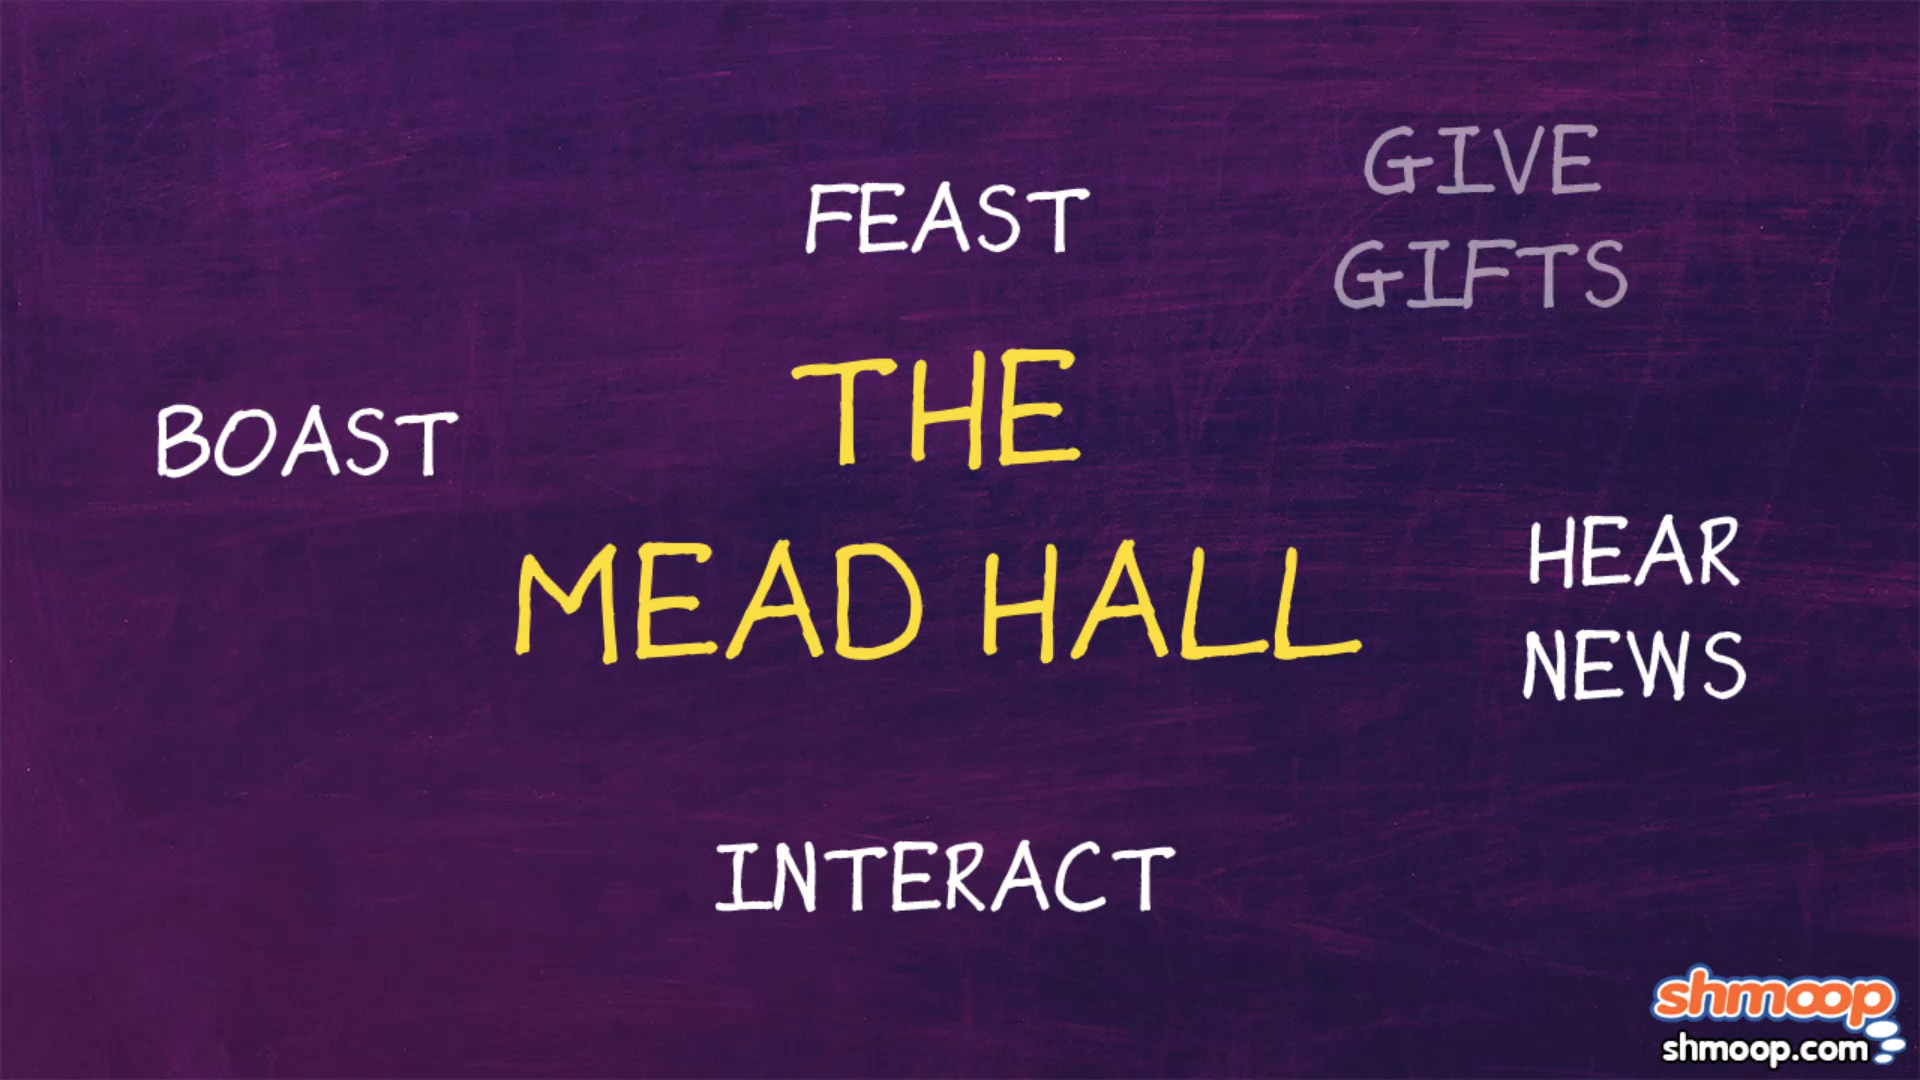 GIVE
GIFTS
FEAST
THE
MEAD HALL
BOAST
HEAR
NEWS
INTERACT
shmoop
shmoop.com